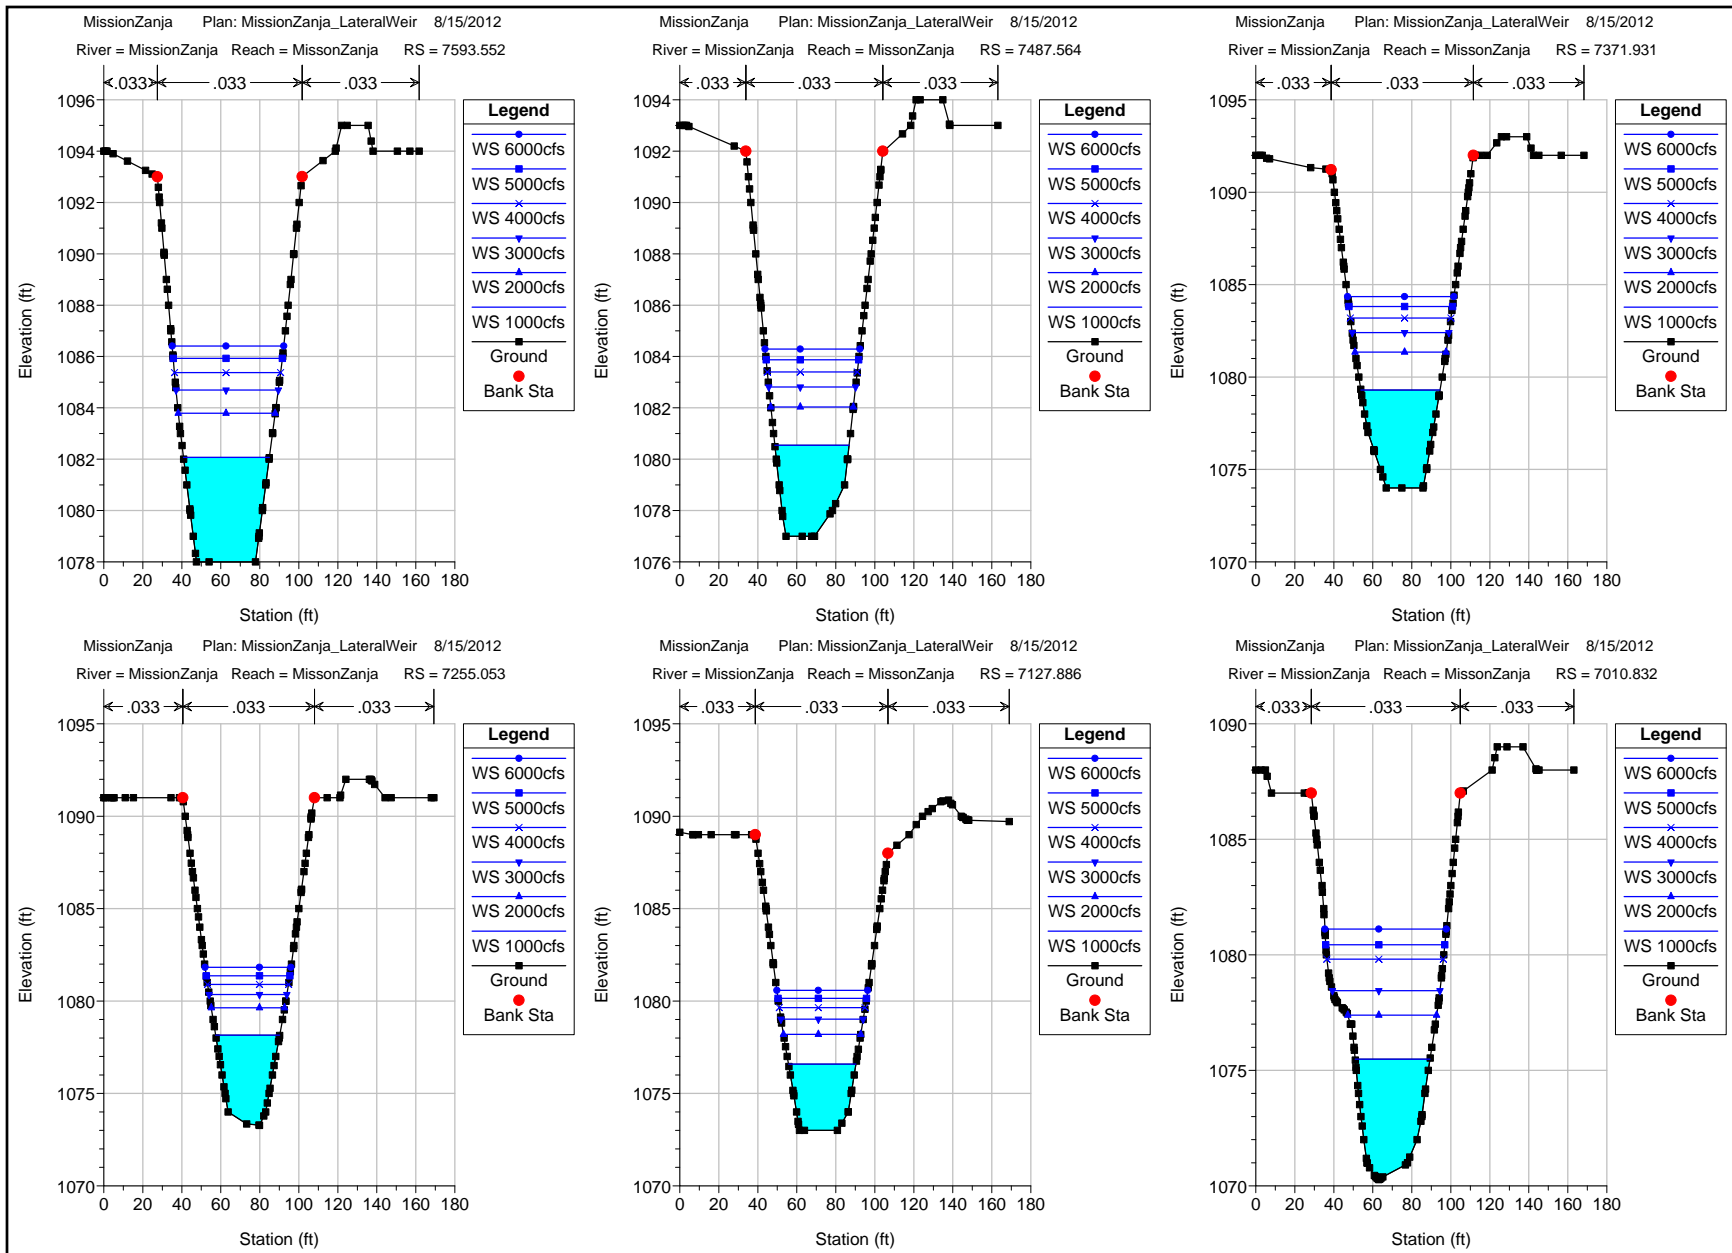 MissionZanja Plan: MissionZanja_LateralWeir 8/15/2012
River = MissionZanja Reach = MissonZanja RS = 7593.552
.033 .033 .033
Legend
WS 6000cfs
WS 5000cfs
WS 4000cfs
WS 3000cfs
WS 2000cfs
WS 1000cfs
Ground
Bank Sta
Elevation (ft)
1096
1094
1092
1090
1088
1086
1084
1082
1080
1078
0 20 40 60 80 100 120 140 160 180
Station (ft)
MissionZanja Plan: MissionZanja_LateralWeir 8/15/2012
River = MissionZanja Reach = MissonZanja RS = 7487.564
.033 .033 .033
Legend
WS 6000cfs
WS 5000cfs
WS 4000cfs
WS 3000cfs
WS 2000cfs
WS 1000cfs
Ground
Bank Sta
Elevation (ft)
1094
1092
1090
1088
1086
1084
1082
1080
1078
1076
0 20 40 60 80 100 120 140 160 180
Station (ft)
MissionZanja Plan: MissionZanja_LateralWeir 8/15/2012
River = MissionZanja Reach = MissonZanja RS = 7371.931
.033 .033 .033
Legend
WS 6000cfs
WS 5000cfs
WS 4000cfs
WS 3000cfs
WS 2000cfs
WS 1000cfs
Ground
Bank Sta
Elevation (ft)
1095
1090
1085
1080
1075
1070
0 20 40 60 80 100 120 140 160 180
Station (ft)
MissionZanja Plan: MissionZanja_LateralWeir 8/15/2012
River = MissionZanja Reach = MissonZanja RS = 7255.053
.033 .033 .033
Legend
WS 6000cfs
WS 5000cfs
WS 4000cfs
WS 3000cfs
WS 2000cfs
WS 1000cfs
Ground
Bank Sta
Elevation (ft)
1095
1090
1085
1080
1075
1070
0 20 40 60 80 100 120 140 160 180
Station (ft)
MissionZanja Plan: MissionZanja_LateralWeir 8/15/2012
River = MissionZanja Reach = MissonZanja RS = 7127.886
.033 .033 .033
Legend
WS 6000cfs
WS 5000cfs
WS 4000cfs
WS 3000cfs
WS 2000cfs
WS 1000cfs
Ground
Bank Sta
Elevation (ft)
1095
1090
1085
1080
1075
1070
0 20 40 60 80 100 120 140 160 180
Station (ft)
MissionZanja Plan: MissionZanja_LateralWeir 8/15/2012
River = MissionZanja Reach = MissonZanja RS = 7010.832
.033 .033 .033
Legend
WS 6000cfs
WS 5000cfs
WS 4000cfs
WS 3000cfs
WS 2000cfs
WS 1000cfs
Ground
Bank Sta
Elevation (ft)
1090
1085
1080
1075
1070
0 20 40 60 80 100 120 140 160 180
Station (ft)